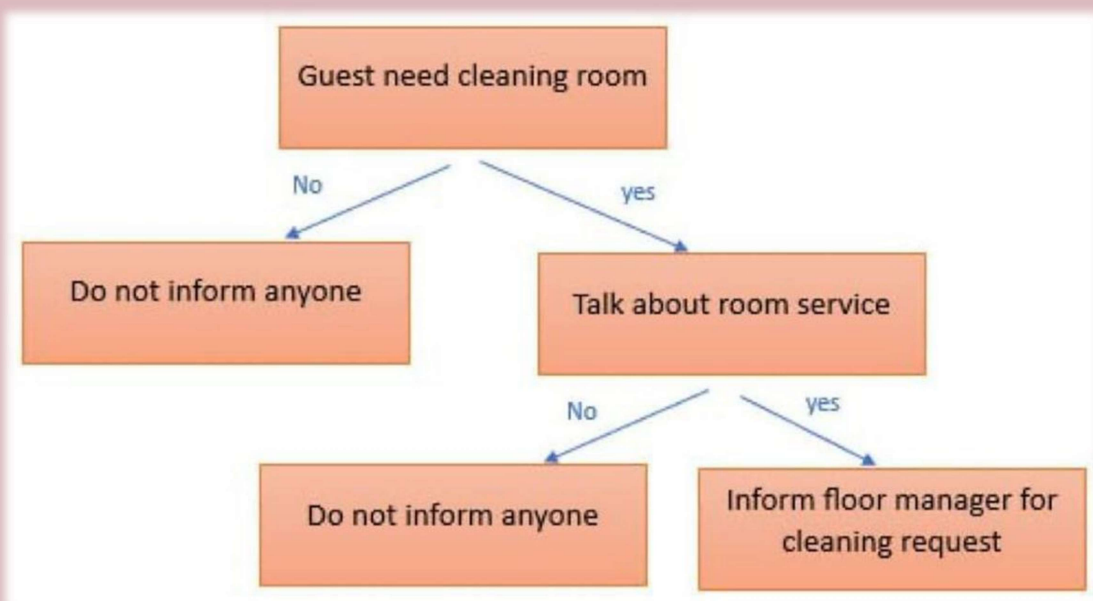 Guest need cleaning room
No
yes
Do not inform anyone
Talk about room service
No
yes
Do not inform anyone
Inform floor manager for
cleaning request